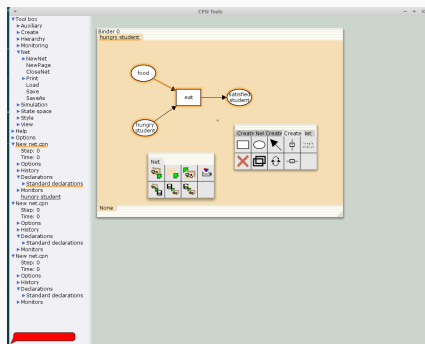 CPN Tools
Tool box
Auxiliary
Create
Hierarchy
Monitoring
Net
NewNet
NewPage
CloseNet
Print
Load
Save
SaveAs
Simulation
State space
Style
View
Help
Options
New net.cpn
Step: 0
Time: 0
Options
History
Declarations
Standard declarations
Monitors
hungry student
New net.cpn
Step: 0
Time: 0
Options
History
Declarations
Standard declarations
Monitors
New net.cpn
Step: 0
Time: 0
Options
History
Declarations
Standard declarations
Monitors
Binder 0
hungry student
food
eat
satisfied
student
hungry
student
Net
Create
Net
Create
None